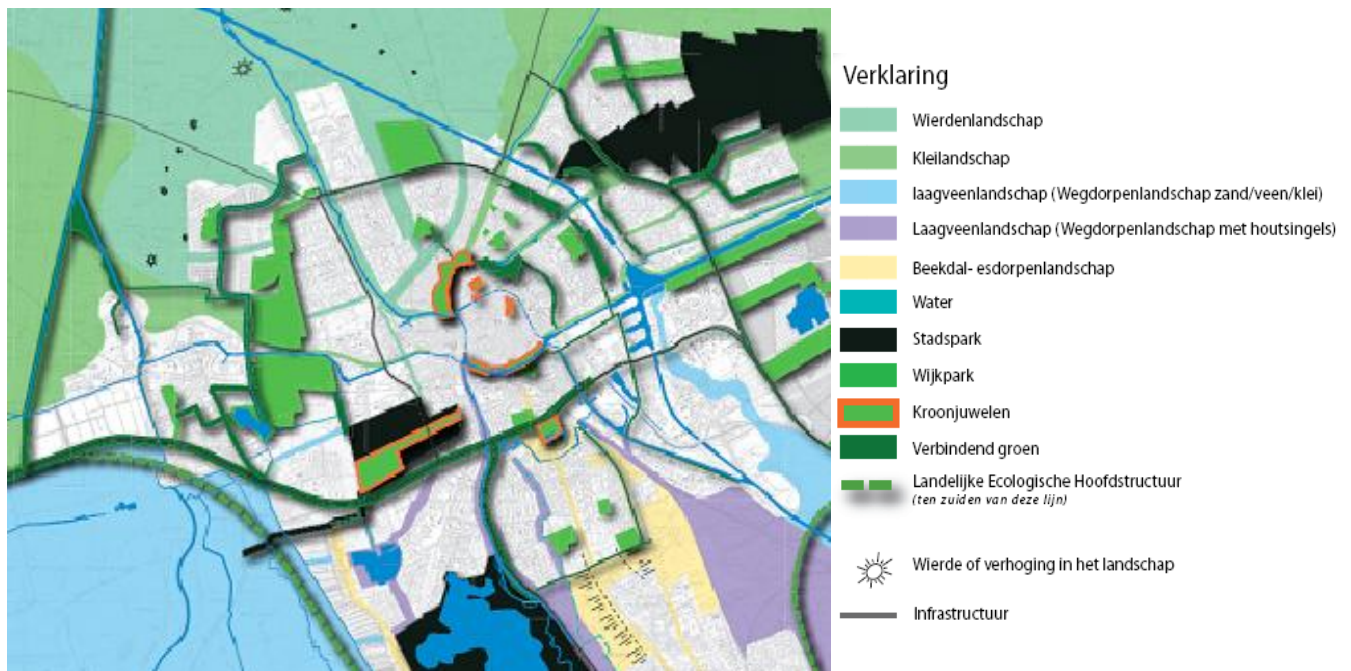 Verklaring
Wierdenlandschap
Kleilandschap
laagveenlandschap (Wegdorpenlandschap zand/veen/klei)
Laagveenlandschap (Wegdorpenlandschap met houtsingels)
Beekdal- esdorpenlandschap
Water
Stadspark
Wijkpark
Kroonjuwelen
Verbindend groen
Landelijke Ecologische Hoofdstructuur
(ten zuiden van deze lijn)
Wierde of verhoging in het landschap
Infrastructuur